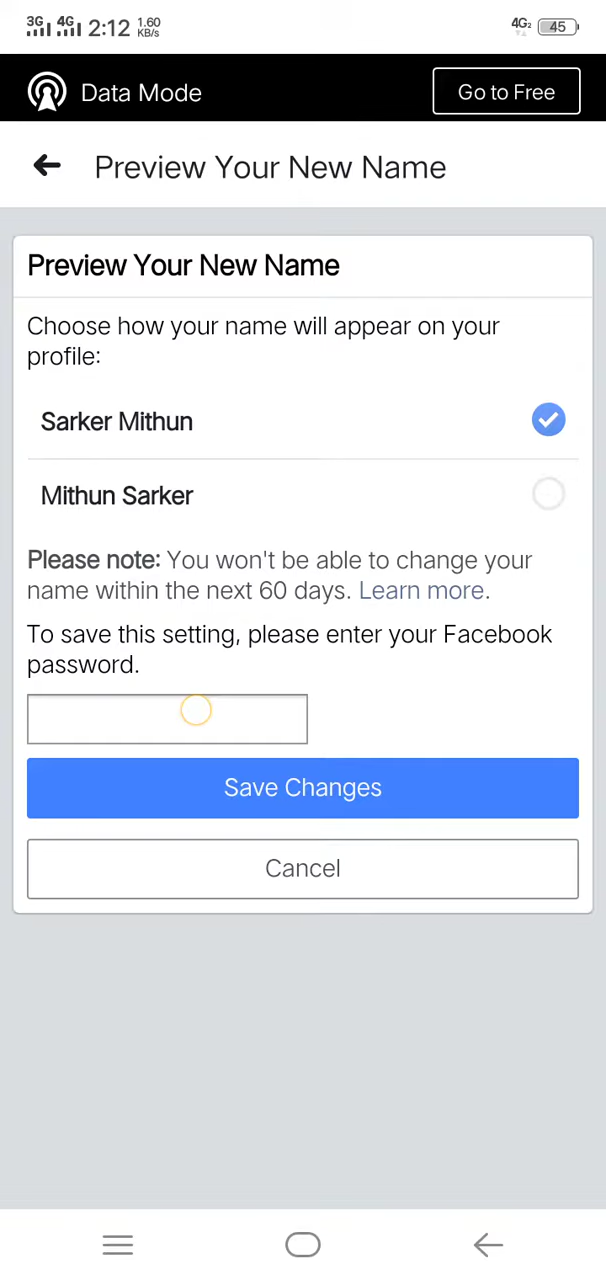 3G 4G 2:12 1.60 KB/s 4G2 45
Data Mode Go to Free
Preview Your New Name
Preview Your New Name
Choose how your name will appear on your
profile:
Sarker Mithun
Mithun Sarker
Please note: You won't be able to change your
name within the next 60 days. Learn more.
To save this setting, please enter your Facebook
password.
Save Changes
Cancel